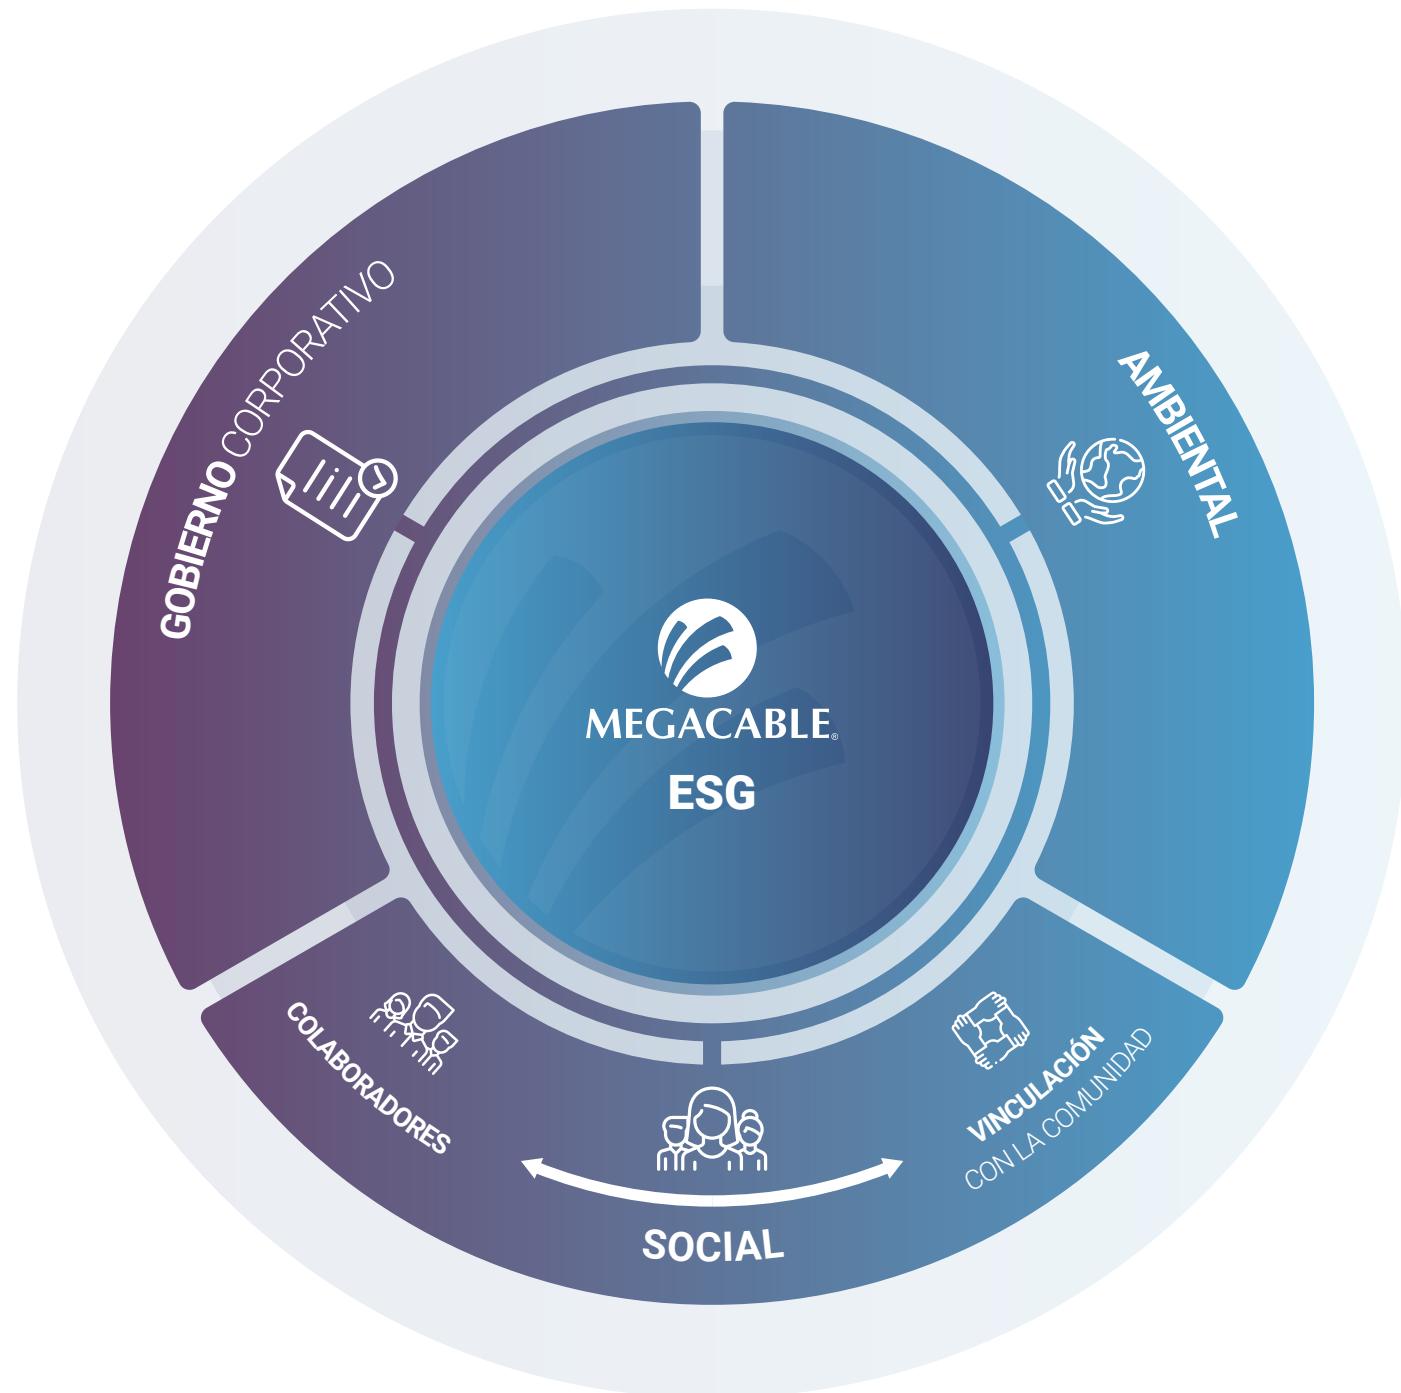 GOBIERNO CORPORATIVO
AMBIENTAL
MEGACABLE®
ESG
COLABORADORES
VINCULACIÓN
CON LA COMUNIDAD
SOCIAL